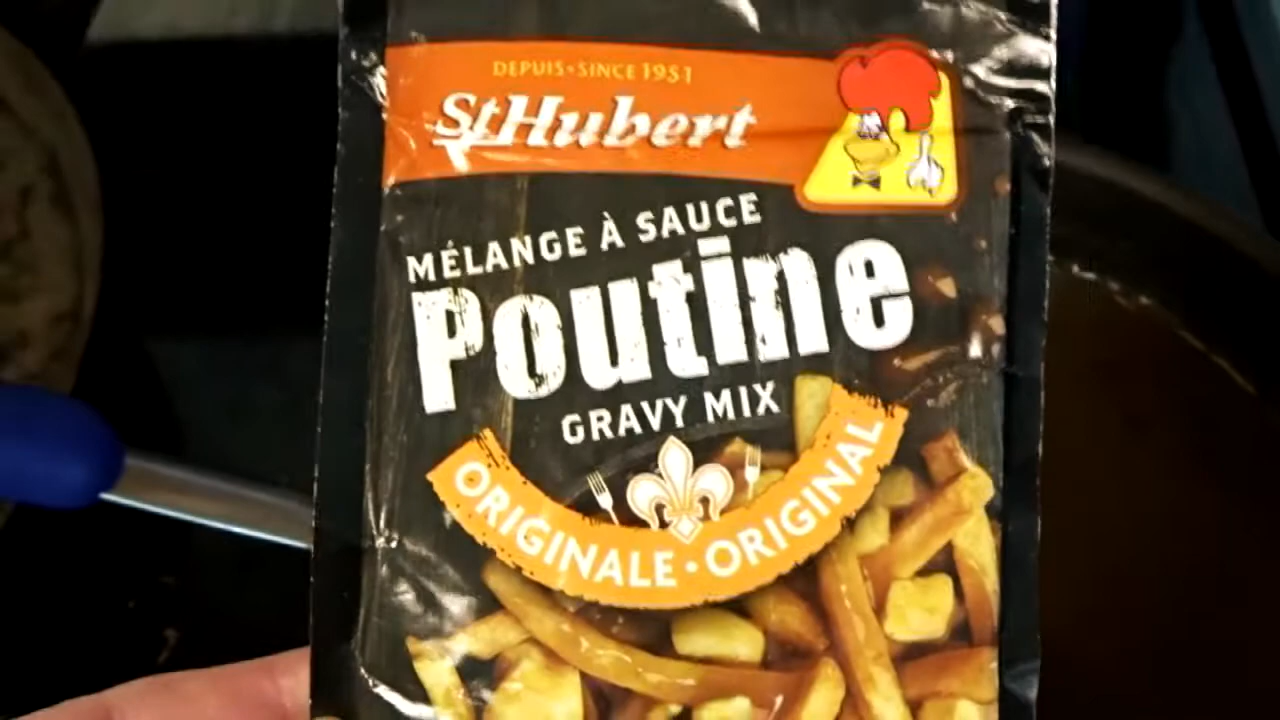 DEPUIS·SINCE 1951
StHubert
MÉLANGE À SAUCE
Poutine
GRAVY MIX
ORIGINALE · ORIGINAL